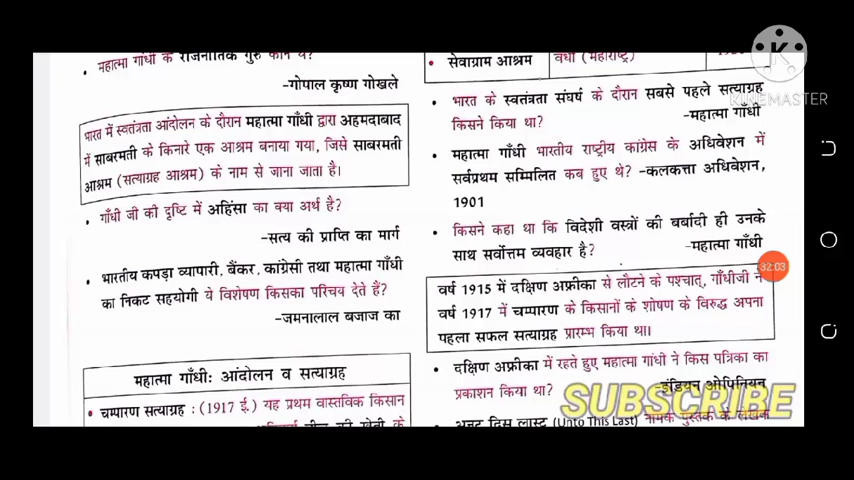 महात्मा गाँधी के राजनीतिक गुरु कौन थे?
-गोपाल कृष्ण गोखले
भारत में स्वतंत्रता आंदोलन के दौरान महात्मा गाँधी द्वारा अहमदाबाद
में साबरमती के किनारे एक आश्रम बनाया गया, जिसे साबरमती
आश्रम (सत्याग्रह आश्रम) के नाम से जाना जाता है।
• गाँधी जी की दृष्टि में अहिंसा का क्या अर्थ है?
-सत्य की प्राप्ति का मार्ग
• भारतीय कपड़ा व्यापारी, बैंकर, कांग्रेसी तथा महात्मा गाँधी
का निकट सहयोगी ये विशेषण किसका परिचय देते हैं?
-जमनालाल बजाज का
महात्मा गाँधी: आंदोलन व सत्याग्रह
• चम्पारण सत्याग्रह : (1917 ई.) यह प्रथम वास्तविक किसान
नील की खेती के
• सेवाग्राम आश्रम
वर्धा (महाराष्ट्र)
• भारत के स्वतंत्रता संघर्ष के दौरान सबसे पहले सत्याग्रह
किसने किया था?
-महात्मा गाँधी
• महात्मा गाँधी भारतीय राष्ट्रीय कांग्रेस के अधिवेशन में
सर्वप्रथम सम्मिलित कब हुए थे? -कलकत्ता अधिवेशन,
1901
• किसने कहा था कि विदेशी वस्त्रों की बर्बादी ही उनके
साथ सर्वोत्तम व्यवहार है?
-महात्मा गाँधी
वर्ष 1915 में दक्षिण अफ्रीका से लौटने के पश्चात्, गाँधीजी ने
वर्ष 1917 में चम्पारण के किसानों के शोषण के विरुद्ध अपना
पहला सफल सत्याग्रह प्रारम्भ किया था।
• दक्षिण अफ्रीका में रहते हुए महात्मा गांधी ने किस पत्रिका का
प्रकाशन किया था?
-इंडियन ओपिनियन
• अनटू दिस लास्ट (Unto This Last) नामक पुस्तक के लेखक
KINEMASTER
32:03
SUBSCRIBE